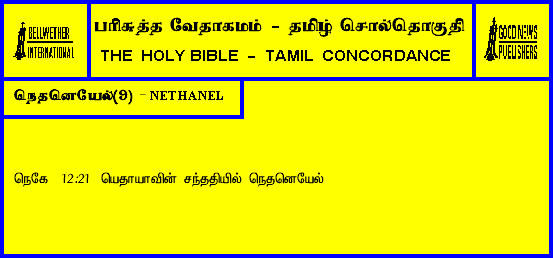 BELLWETHER
INTERNATIONAL
பரிசுத்த வேதாகமம் - தமிழ் சொல்தொகுதி
THE HOLY BIBLE - TAMIL CONCORDANCE
GOOD NEWS
PUBLISHERS
நெதனெயேல்(9) - NETHANEL
நெகே 12:21 யெதாயாவின் சந்ததியில் நெதனெயேல்